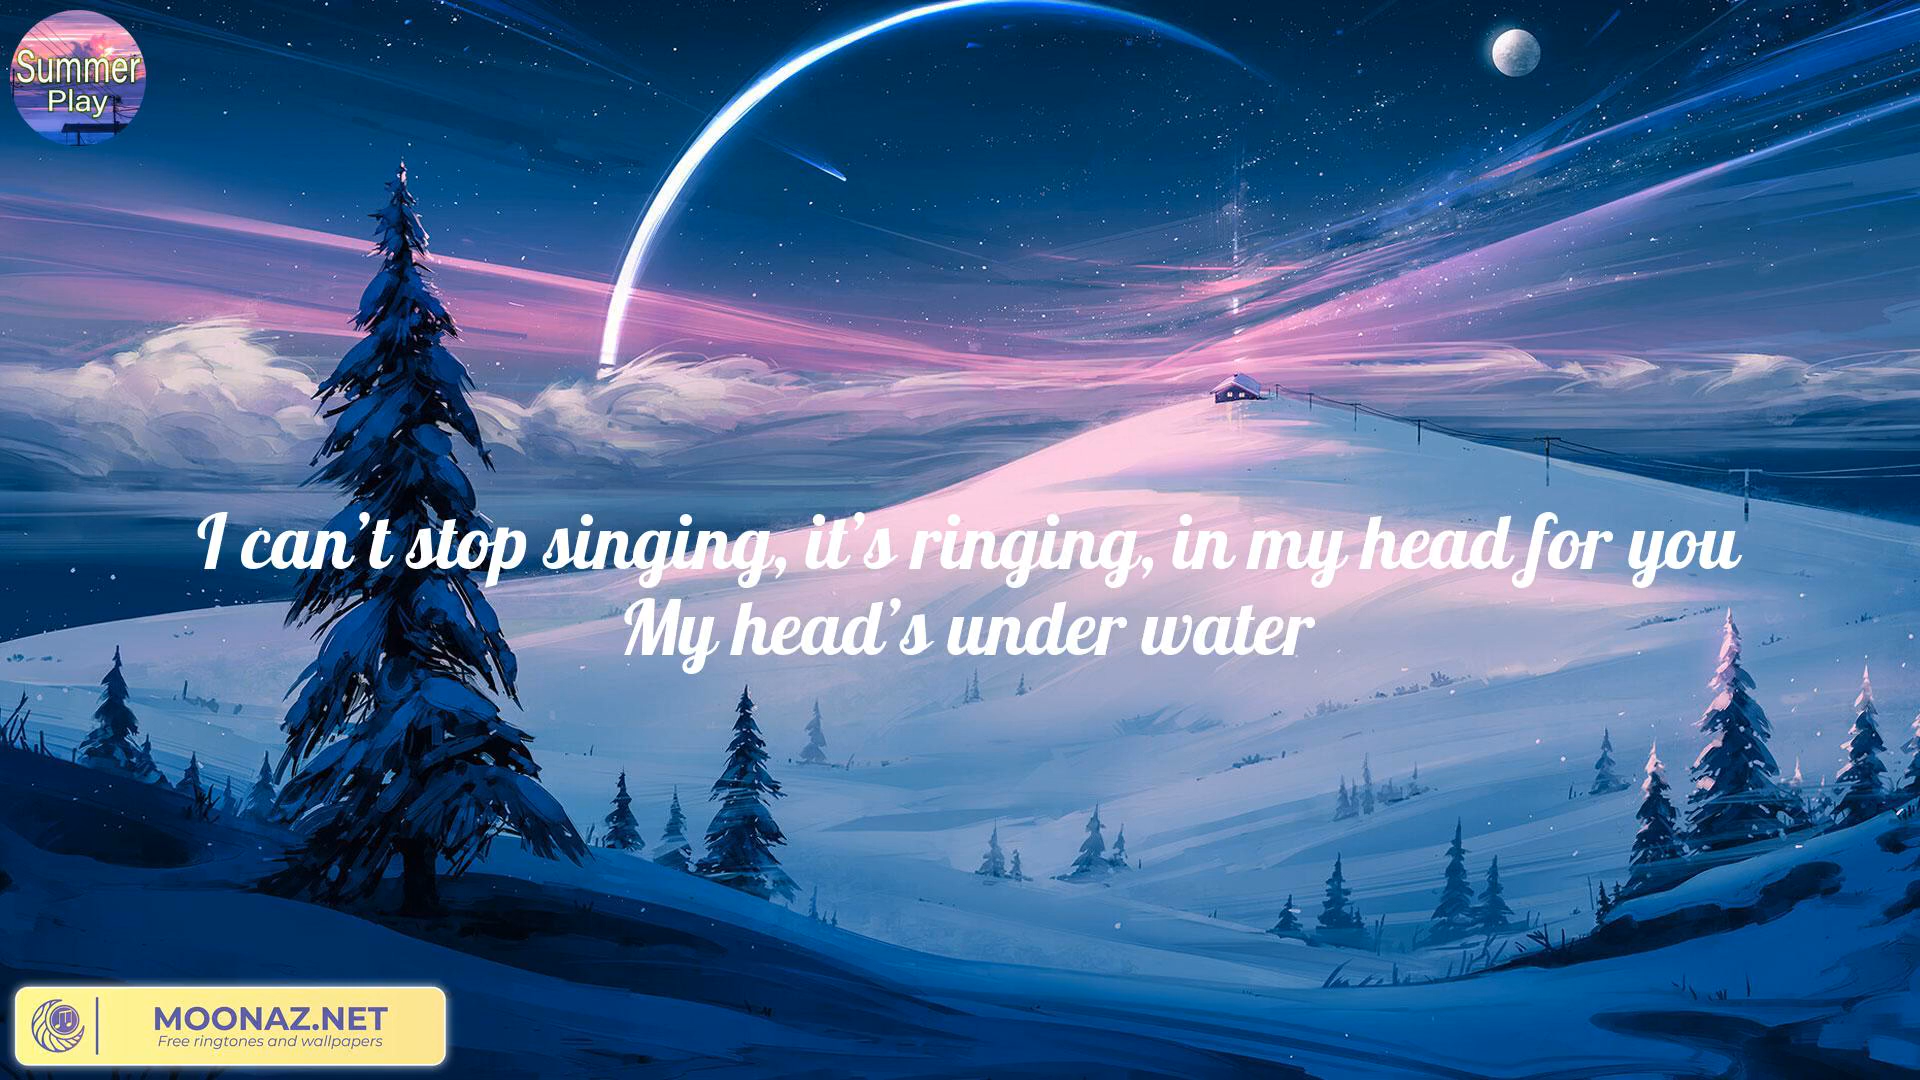 Summer
Play
I can’t stop singing, it’s ringing, in my head for you
My head’s under water
MOONAZ.NET
Free ringtones and wallpapers